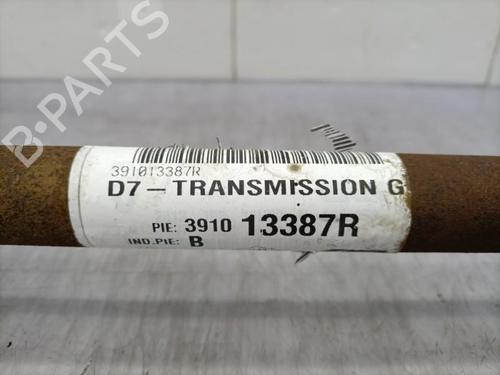 B-PARTS
391013387R
D7-TRANSMISSION G
PIE: 3910 13387R
IND.PIE: B